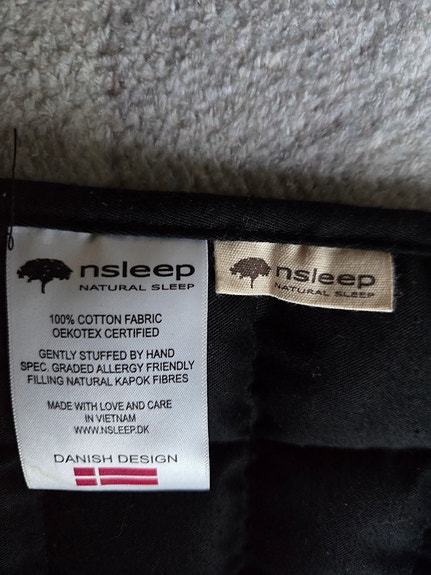 nsleep
NATURAL SLEEP
100% COTTON FABRIC
OEKOTEX CERTIFIED
GENTLY STUFFED BY HAND
SPEC. GRADED ALLERGY FRIENDLY
FILLING NATURAL KAPOK FIBRES
MADE WITH LOVE AND CARE
IN VIETNAM
WWW.NSLEEP.DK
DANISH DESIGN
nsleep
NATURAL SLEEP